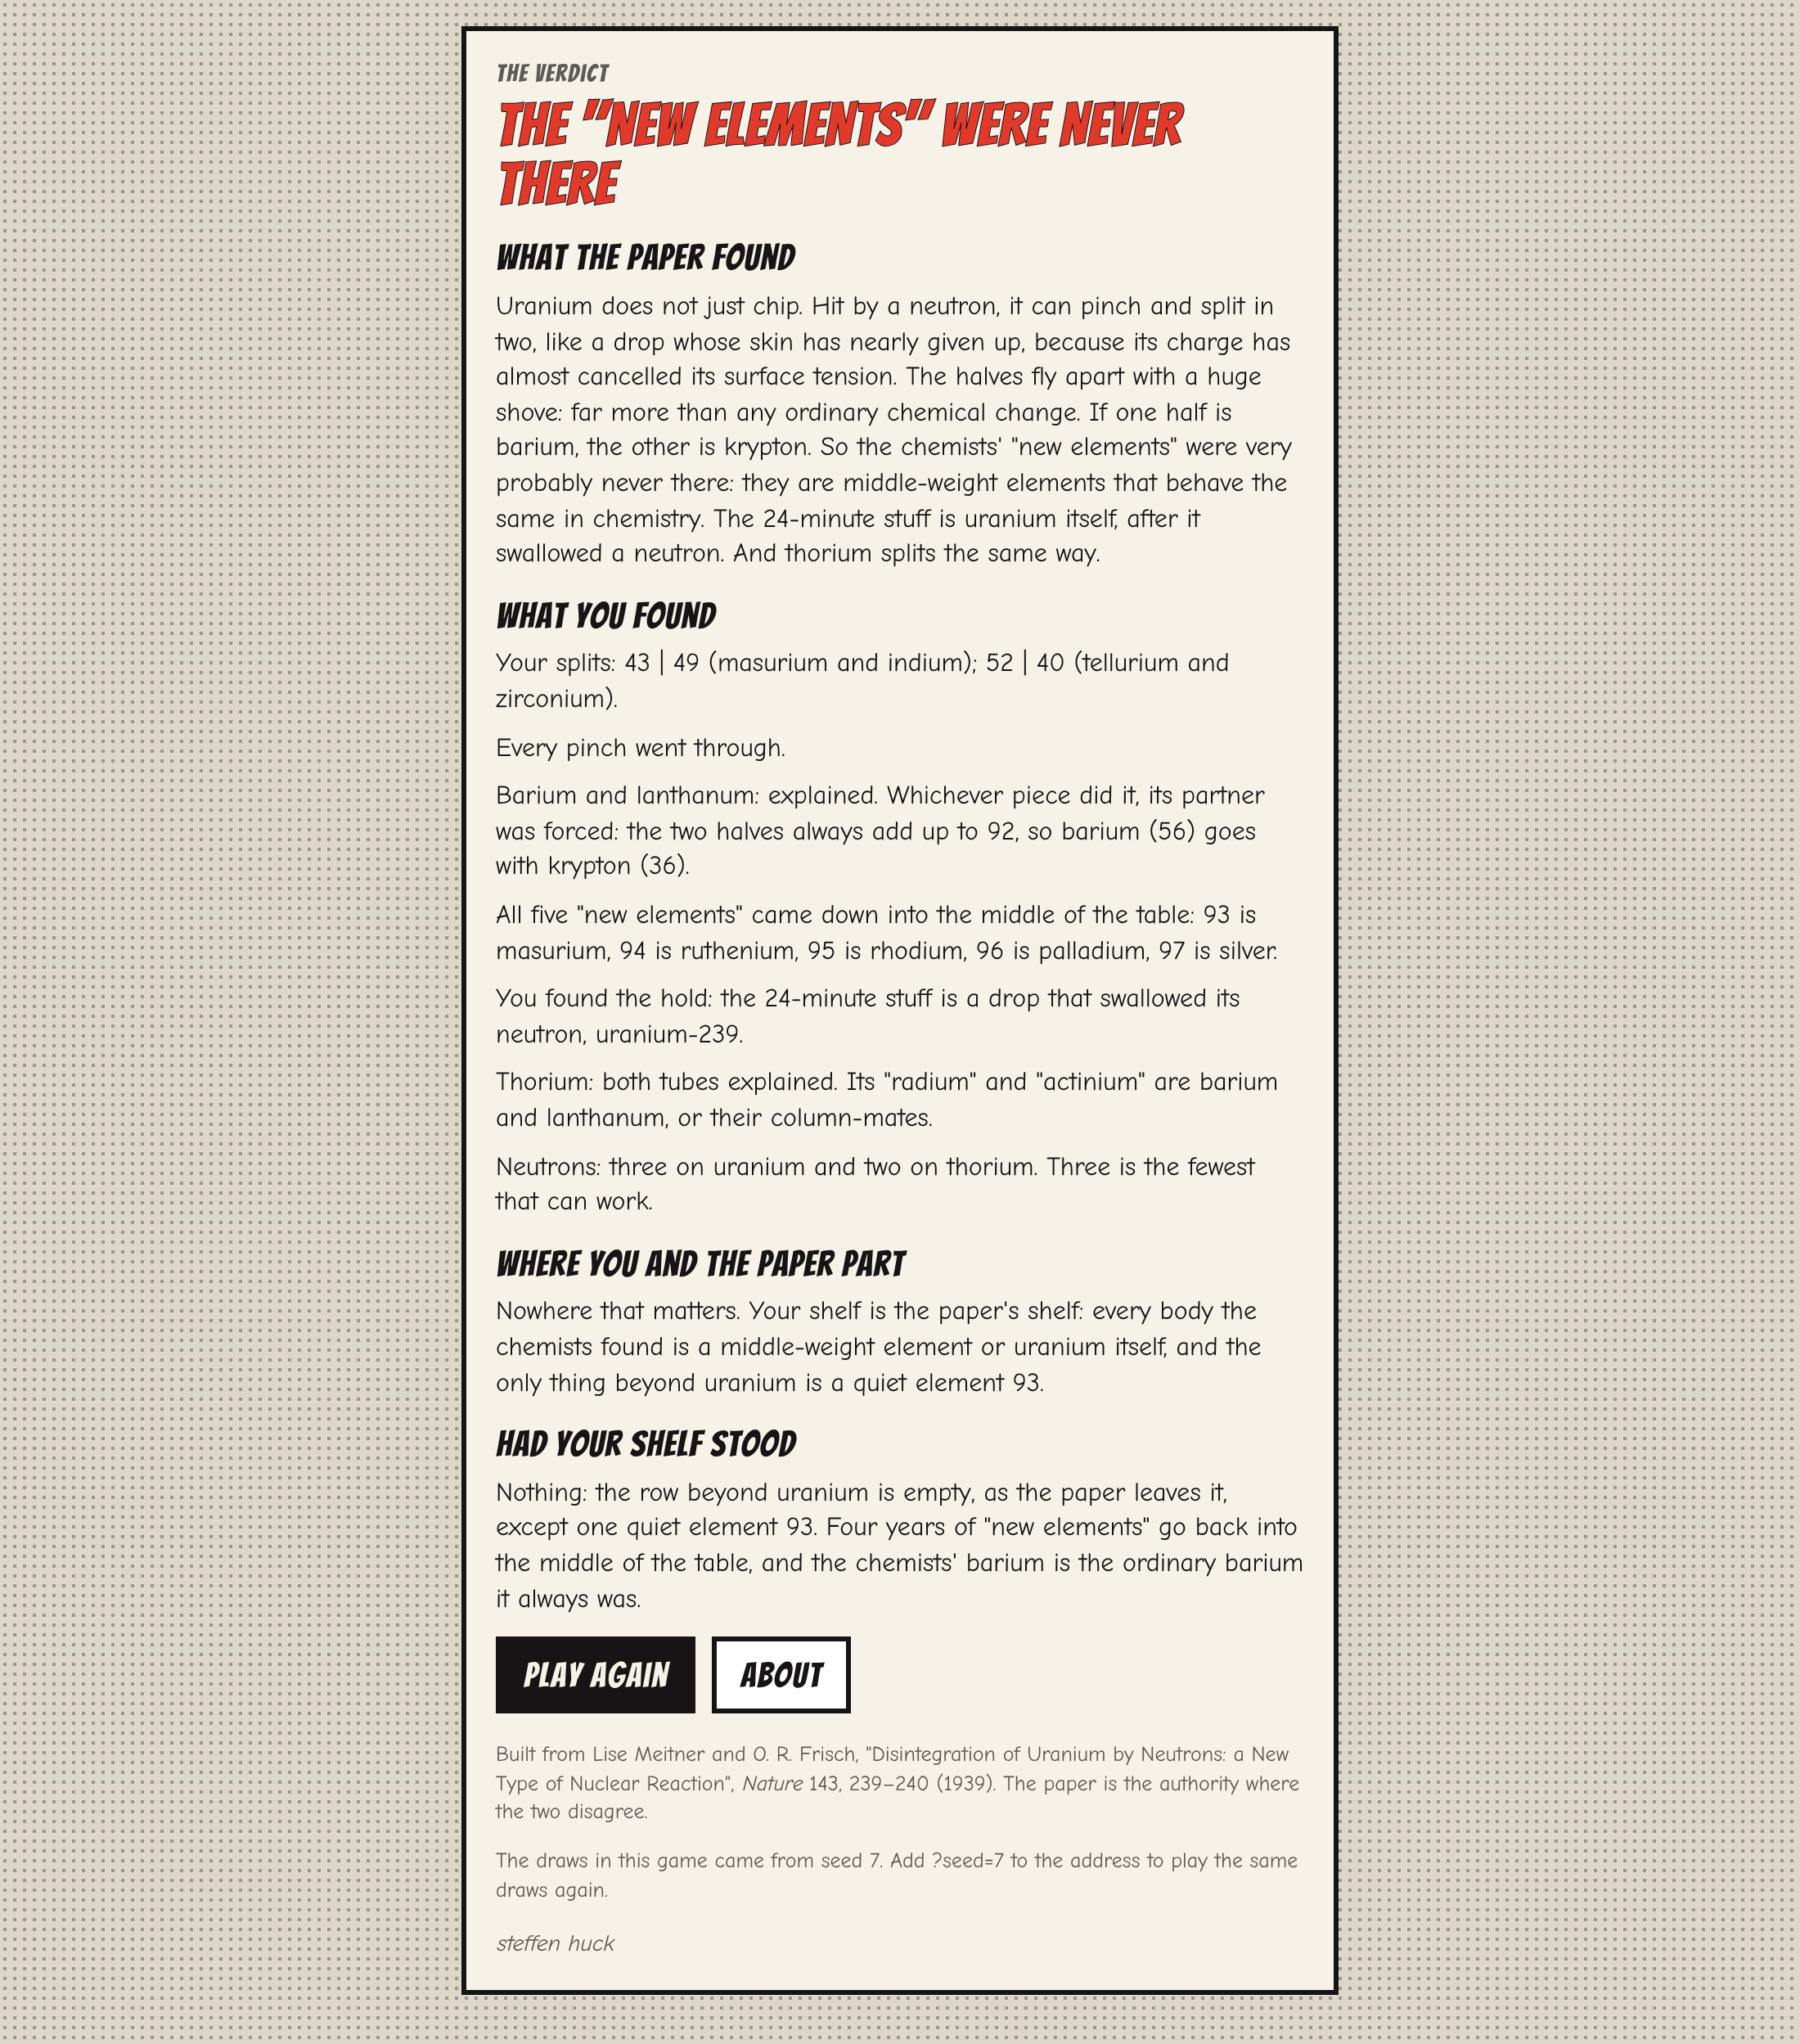 THE VERDICT
THE "NEW ELEMENTS" WERE NEVER
THERE
WHAT THE PAPER FOUND
Uranium does not just chip. Hit by a neutron, it can pinch and split in
two, like a drop whose skin has nearly given up, because its charge has
almost cancelled its surface tension. The halves fly apart with a huge
shove: far more than any ordinary chemical change. If one half is
barium, the other is krypton. So the chemists' "new elements" were very
probably never there: they are middle-weight elements that behave the
same in chemistry. The 24-minute stuff is uranium itself, after it
swallowed a neutron. And thorium splits the same way.
WHAT YOU FOUND
Your splits: 43 | 49 (masurium and indium); 52 | 40 (tellurium and
zirconium).
Every pinch went through.
Barium and lanthanum: explained. Whichever piece did it, its partner
was forced: the two halves always add up to 92, so barium (56) goes
with krypton (36).
All five "new elements" came down into the middle of the table: 93 is
masurium, 94 is ruthenium, 95 is rhodium, 96 is palladium, 97 is silver.
You found the hold: the 24-minute stuff is a drop that swallowed its
neutron, uranium-239.
Thorium: both tubes explained. Its "radium" and "actinium" are barium
and lanthanum, or their column-mates.
Neutrons: three on uranium and two on thorium. Three is the fewest
that can work.
WHERE YOU AND THE PAPER PART
Nowhere that matters. Your shelf is the paper's shelf: every body the
chemists found is a middle-weight element or uranium itself, and the
only thing beyond uranium is a quiet element 93.
HAD YOUR SHELF STOOD
Nothing: the row beyond uranium is empty, as the paper leaves it,
except one quiet element 93. Four years of "new elements" go back into
the middle of the table, and the chemists' barium is the ordinary barium
it always was.
PLAY AGAIN
ABOUT
Built from Lise Meitner and O. R. Frisch, "Disintegration of Uranium by Neutrons: a New
Type of Nuclear Reaction", Nature 143, 239–240 (1939). The paper is the authority where
the two disagree.
The draws in this game came from seed 7. Add ?seed=7 to the address to play the same
draws again.
steffen huck